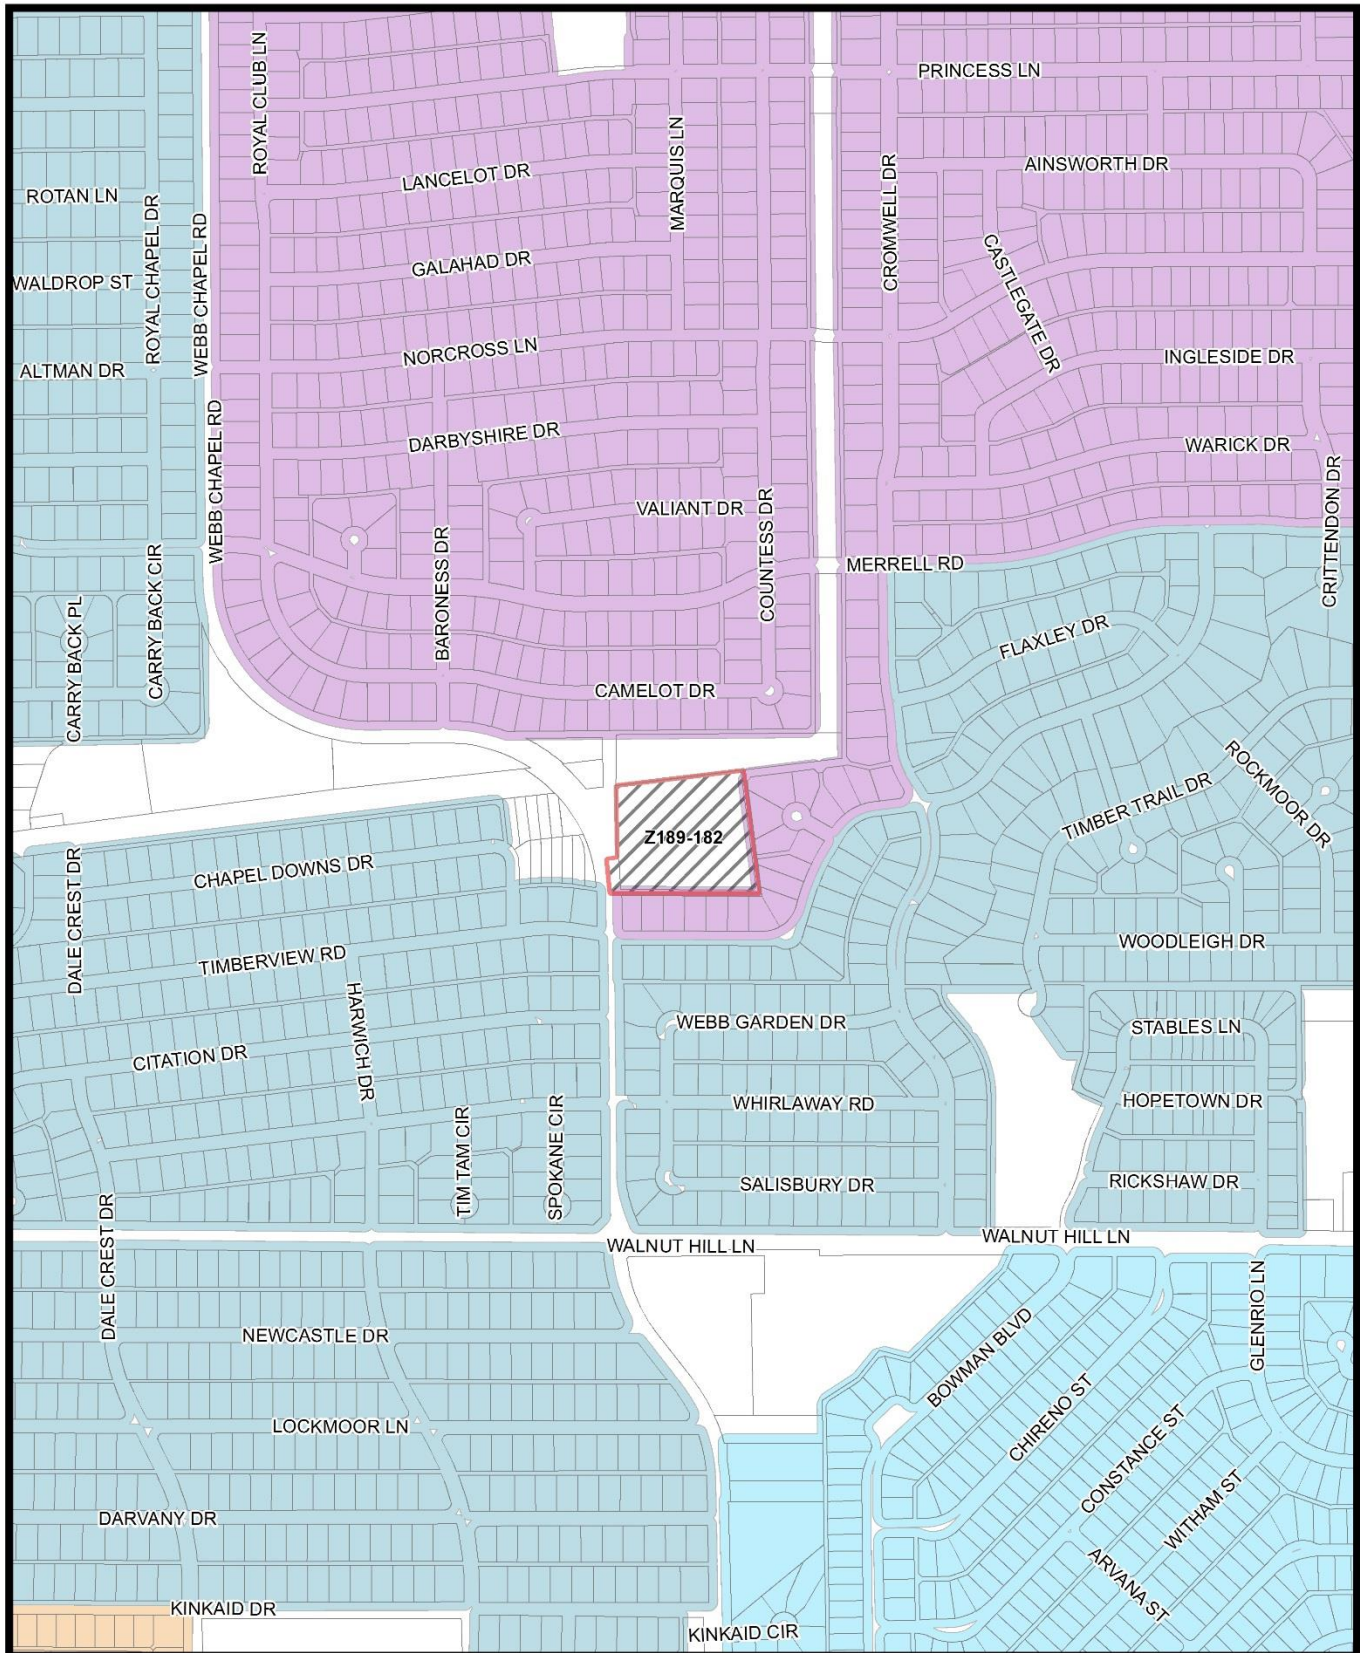 PRINCESS LN
ROYAL CLUB LN
MARQUIS LN
LANCELOT DR
AINSWORTH DR
ROTAN LN
ROYAL CHAPEL DR
WEBB CHAPEL RD
CROMWELL DR
GALAHAD DR
CASTLEGATE DR
WALDROP ST
NORCROSS LN
INGLESIDE DR
ALTMAN DR
DARBYSHIRE DR
WARICK DR
WEBB CHAPEL RD
VALIANT DR
COUNTESS DR
CRITTENDON DR
BARONESS DR
MERRELL RD
CARRY BACK PL
CARRY BACK CIR
FLAXLEY DR
CAMELOT DR
ROCKMOOR DR
TIMBER TRAIL DR
Z189-182
CHAPEL DOWNS DR
DALE CREST DR
TIMBERVIEW RD
WOODLEIGH DR
HARWICH DR
WEBB GARDEN DR
STABLES LN
CITATION DR
WHIRLAWAY RD
HOPETOWN DR
TIM TAM CIR
SPOKANE CIR
SALISBURY DR
RICKSHAW DR
DALE CREST DR
WALNUT HILL LN
WALNUT HILL LN
GLENRIO LN
NEWCASTLE DR
BOWMAN BLVD
LOCKMOOR LN
CHIRENO ST
CONSTANCE ST
DARVANY DR
WITHAM ST
ARVANA ST
KINKAID DR
KINKAID CIR